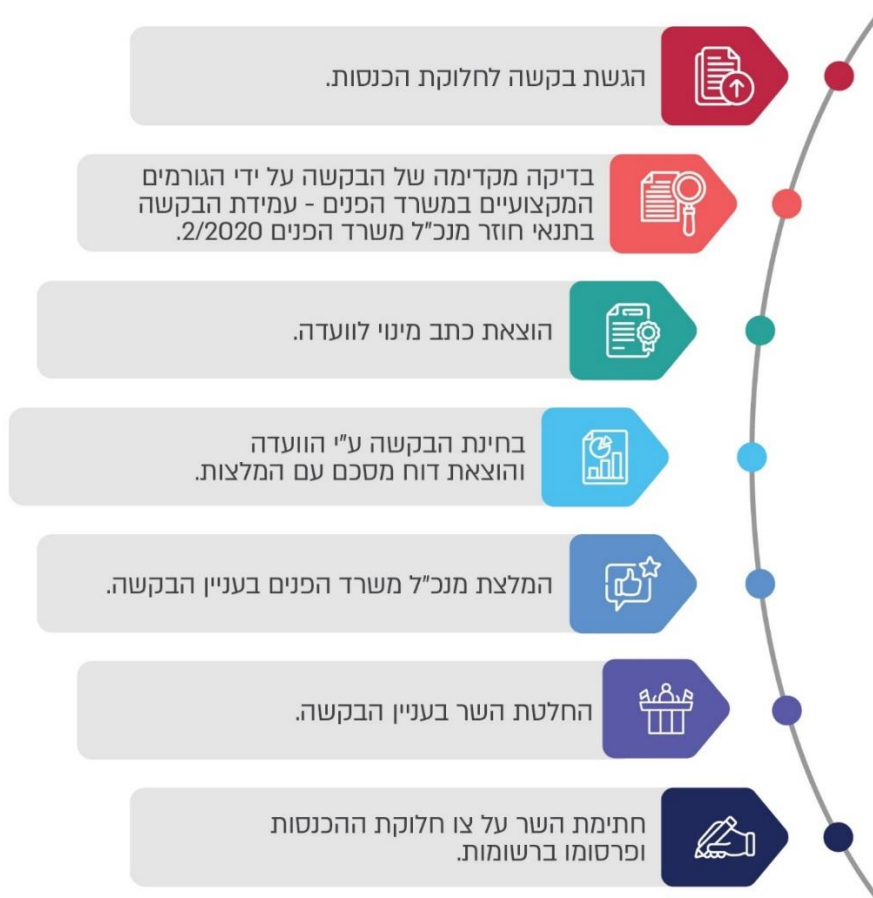 הגשת בקשה לחלוקת הכנסות.
בדיקה מקדימה של הבקשה על ידי הגורמים
המקצועיים במשרד הפנים - עמידת הבקשה
בתנאי חוזר מנכ"ל משרד הפנים 2/2020.
הוצאת כתב מינוי לוועדה.
בחינת הבקשה ע"י הוועדה
והוצאת דוח מסכם עם המלצות.
המלצת מנכ"ל משרד הפנים בעניין הבקשה.
החלטת השר בעניין הבקשה.
חתימת השר על צו חלוקת ההכנסות
ופרסומו ברשומות.